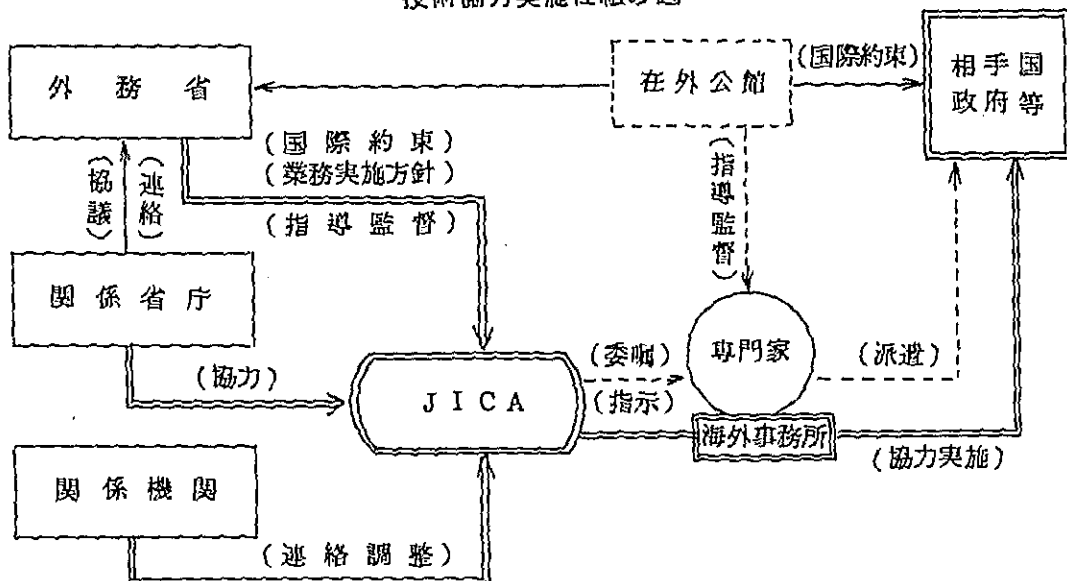 技術協力実施仕組み図
外務省
在外公館
(国際約束)
相手国
政府等
(国際約束)
(業務実施方針)
(指導監督)
(協議)
(連絡)
(指導監督)
関係省庁
(協力)
JICA
(委嘱)
(指示)
専門家
(派遣)
海外事務所
(協力実施)
関係機関
(連絡調整)